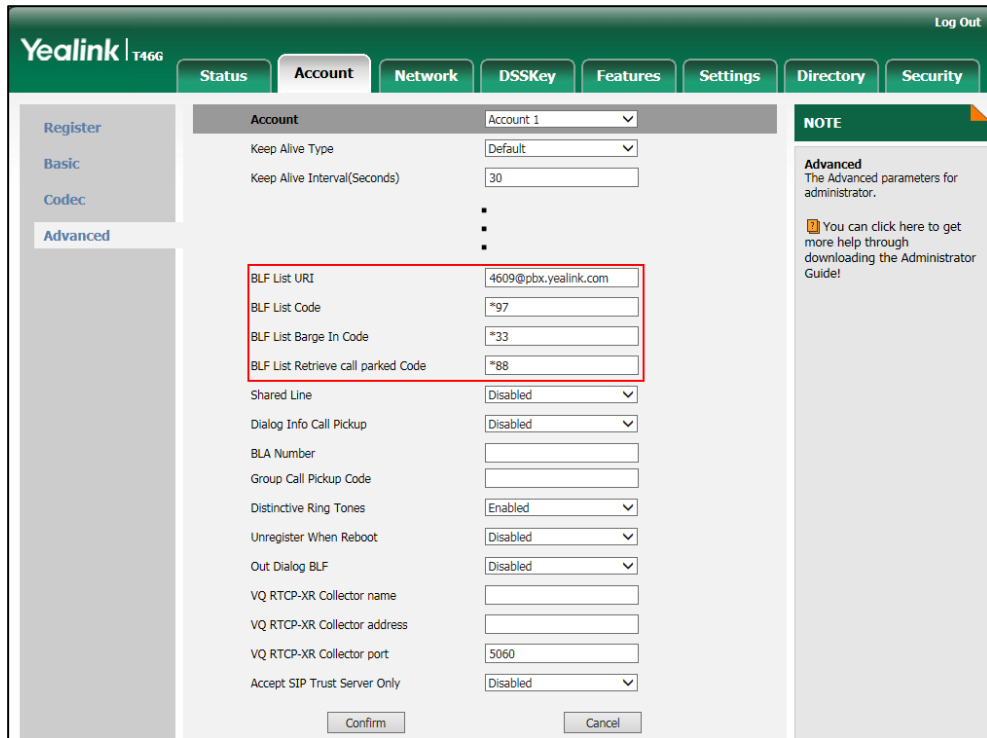 Log Out
Yealink | T46G
Status Account Network DSSKey Features Settings Directory Security
Register
Basic
Codec
Advanced
Account Account 1
Keep Alive Type Default
Keep Alive Interval(Seconds) 30
BLF List URI 4609@pbx.yealink.com
BLF List Code *97
BLF List Barge In Code *33
BLF List Retrieve call parked Code *88
Shared Line Disabled
Dialog Info Call Pickup Disabled
BLA Number
Group Call Pickup Code
Distinctive Ring Tones Enabled
Unregister When Reboot Disabled
Out Dialog BLF Disabled
VQ RTCP-XR Collector name
VQ RTCP-XR Collector address
VQ RTCP-XR Collector port 5060
Accept SIP Trust Server Only Disabled
Confirm Cancel
NOTE
Advanced
The Advanced parameters for
administrator.
? You can click here to get
more help through
downloading the Administrator
Guide!